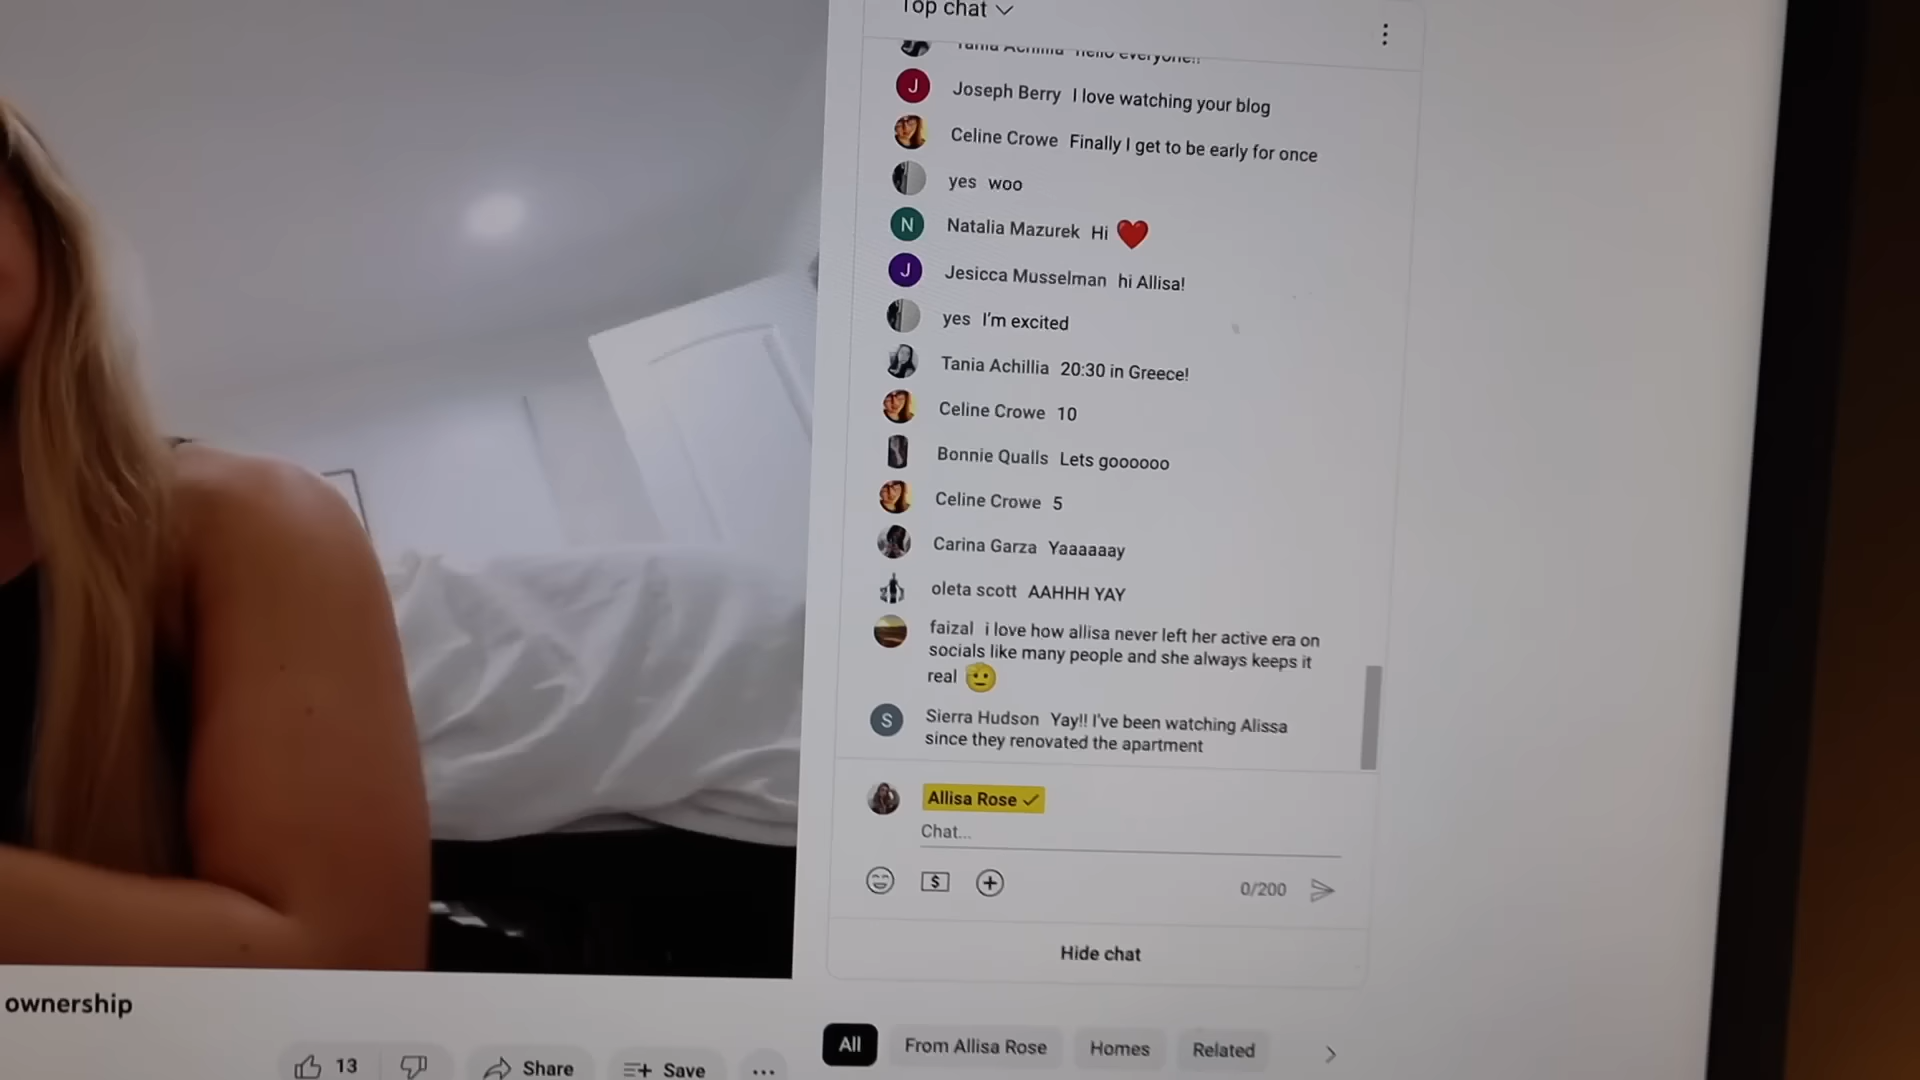 Top chat
Tania Achillia hello everyone!!
J Joseph Berry I love watching your blog
Celine Crowe Finally I get to be early for once
yes woo
N Natalia Mazurek Hi ❤️
J Jesicca Musselman hi Allisa!
yes I'm excited
Tania Achillia 20:30 in Greece!
Celine Crowe 10
Bonnie Qualls Lets goooooo
Celine Crowe 5
Carina Garza Yaaaaaay
oleta scott AAHHH YAY
faizal i love how allisa never left her active era on
socials like many people and she always keeps it
real 🫡
S Sierra Hudson Yay!! I've been watching Alissa
since they renovated the apartment
Allisa Rose ✓
Chat...
$ 0/200
Hide chat
ownership
13 Share Save ...
All From Allisa Rose Homes Related